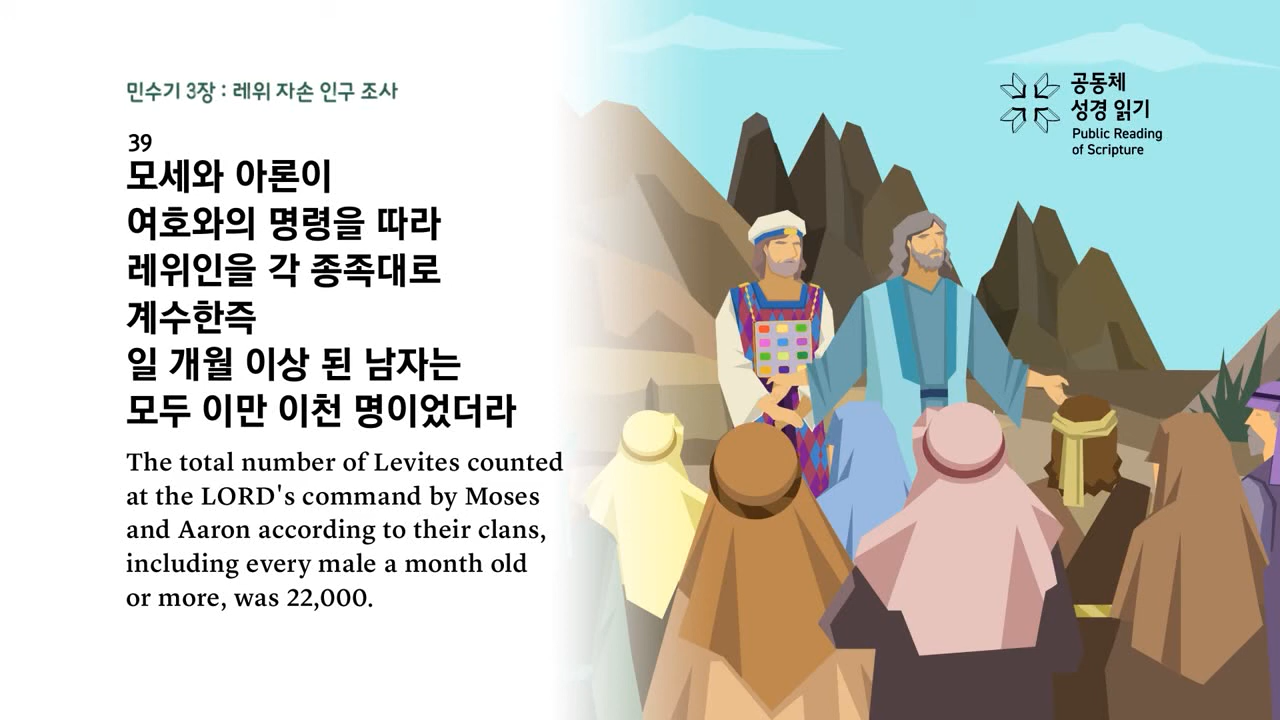 민수기 3장 : 레위 자손 인구 조사
39
모세와 아론이
여호와의 명령을 따라
레위인을 각 종족대로
계수한즉
일 개월 이상 된 남자는
모두 이만 이천 명이었더라
The total number of Levites counted
at the LORD's command by Moses
and Aaron according to their clans,
including every male a month old
or more, was 22,000.
공동체
성경 읽기
Public Reading
of Scripture